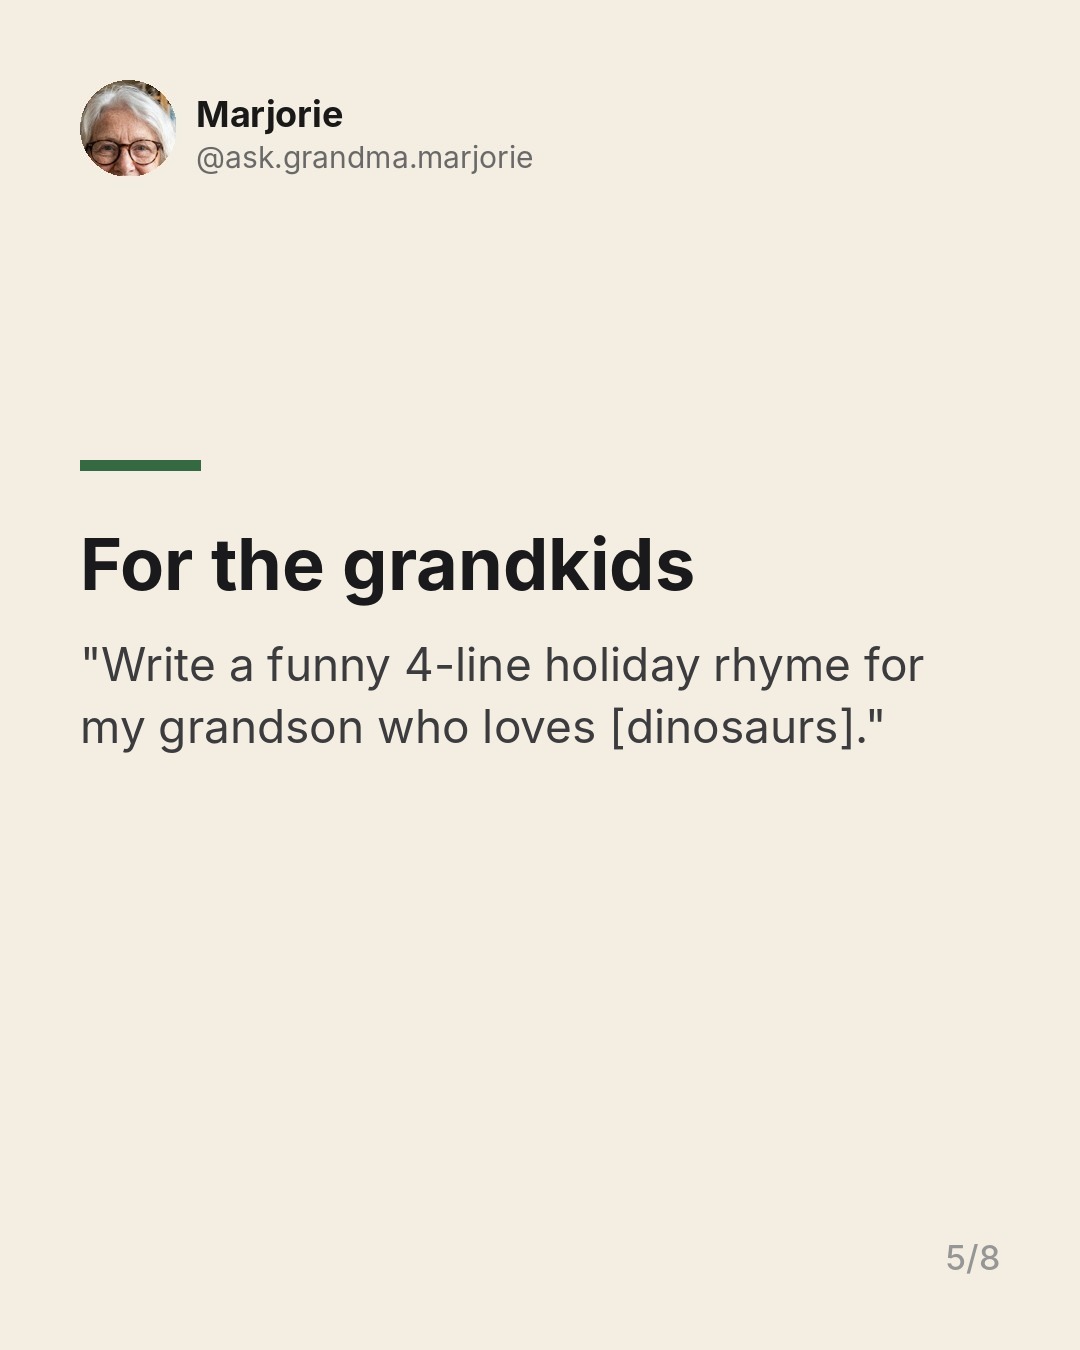 Marjorie
@ask.grandma.marjorie
For the grandkids
"Write a funny 4-line holiday rhyme for
my grandson who loves [dinosaurs]."
5/8